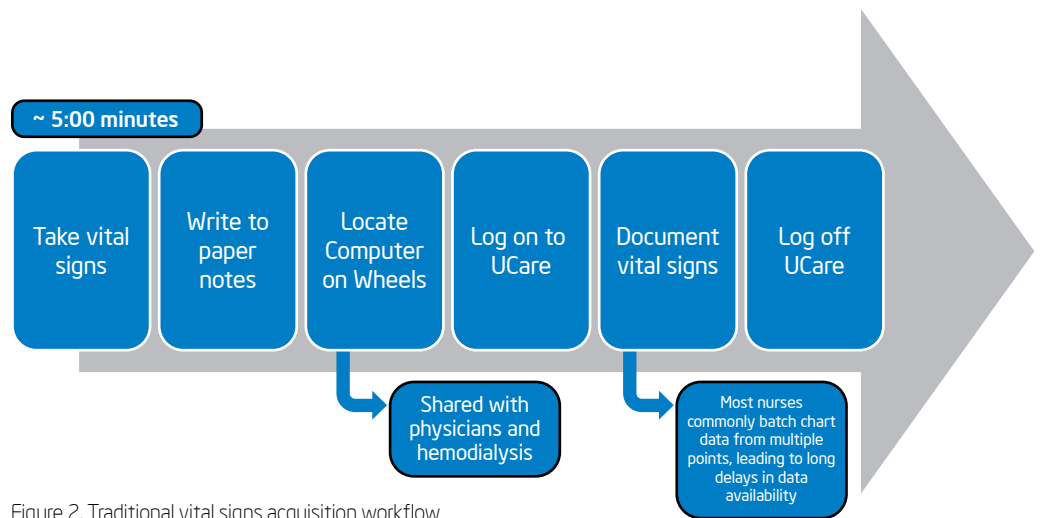 ~ 5:00 minutes
Take vital
signs
Write to
paper
notes
Locate
Computer
on Wheels
Log on to
UCare
Document
vital signs
Log off
UCare
Shared with
physicians and
hemodialysis
Most nurses
commonly batch chart
data from multiple
points, leading to long
delays in data
availability
Figure 2. Traditional vital signs acquisition workflow